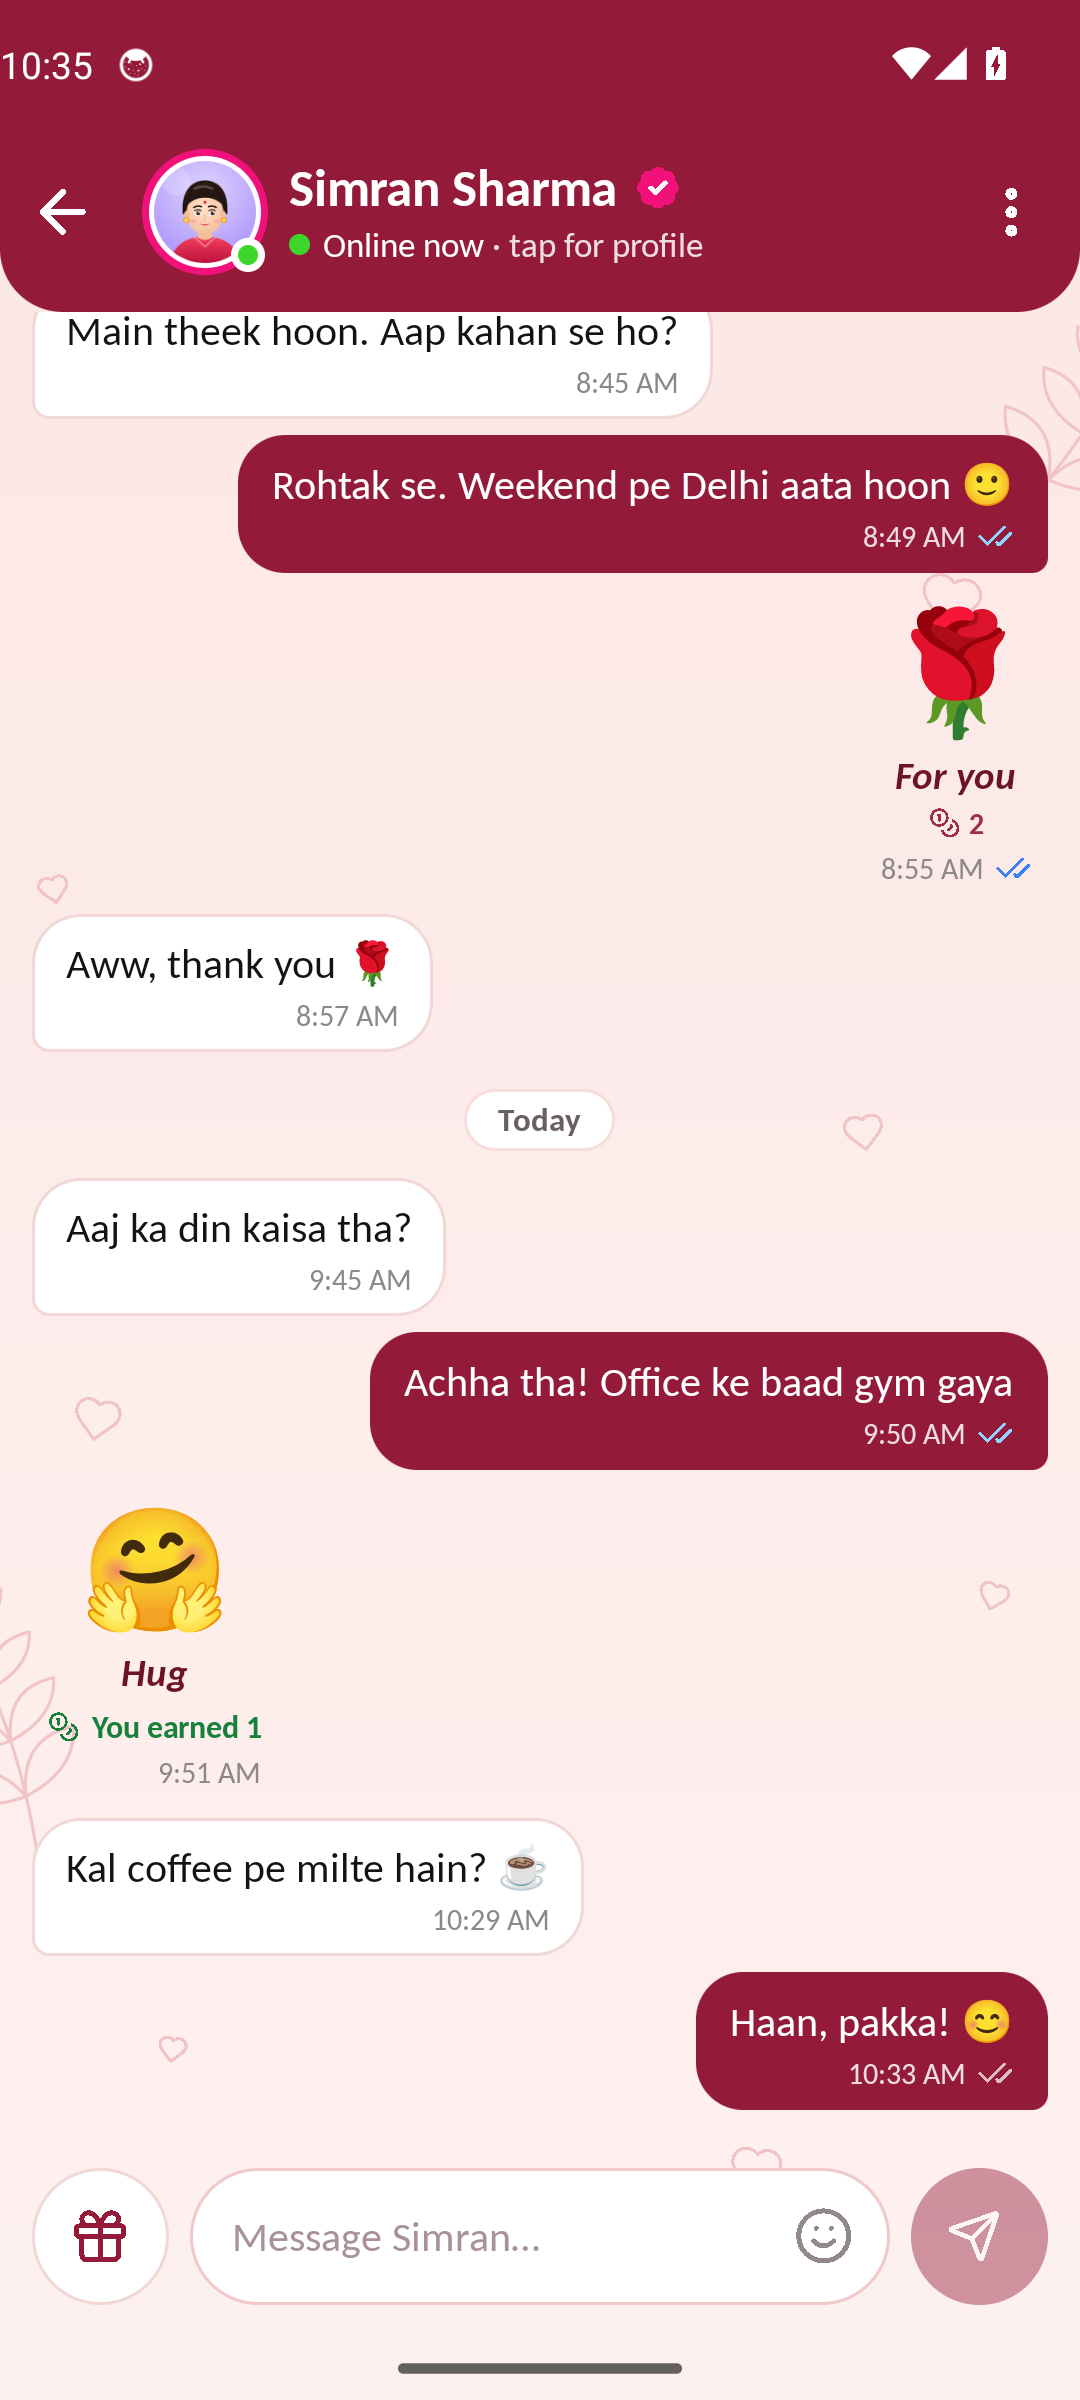 10:35
Simran Sharma
Online now · tap for profile
Main theek hoon. Aap kahan se ho?
8:45 AM
Rohtak se. Weekend pe Delhi aata hoon 🙂
8:49 AM
For you
2
8:55 AM
Aww, thank you 🌹
8:57 AM
Today
Aaj ka din kaisa tha?
9:45 AM
Achha tha! Office ke baad gym gaya
9:50 AM
Hug
You earned 1
9:51 AM
Kal coffee pe milte hain? ☕
10:29 AM
Haan, pakka! 😊
10:33 AM
Message Simran...